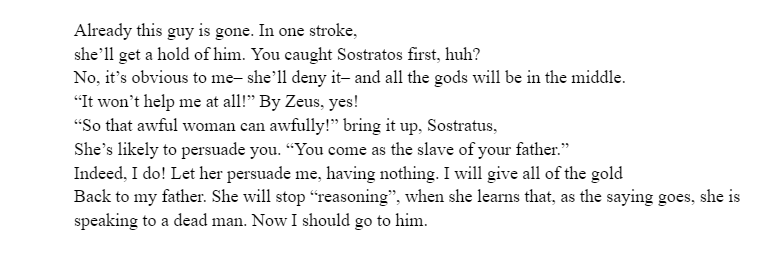 Already this guy is gone. In one stroke,
she’ll get a hold of him. You caught Sostratos first, huh?
No, it’s obvious to me– she’ll deny it– and all the gods will be in the middle.
“It won’t help me at all!” By Zeus, yes!
“So that awful woman can awfully!” bring it up, Sostratus,
She’s likely to persuade you. “You come as the slave of your father.”
Indeed, I do! Let her persuade me, having nothing. I will give all of the gold
Back to my father. She will stop “reasoning”, when she learns that, as the saying goes, she is
speaking to a dead man. Now I should go to him.